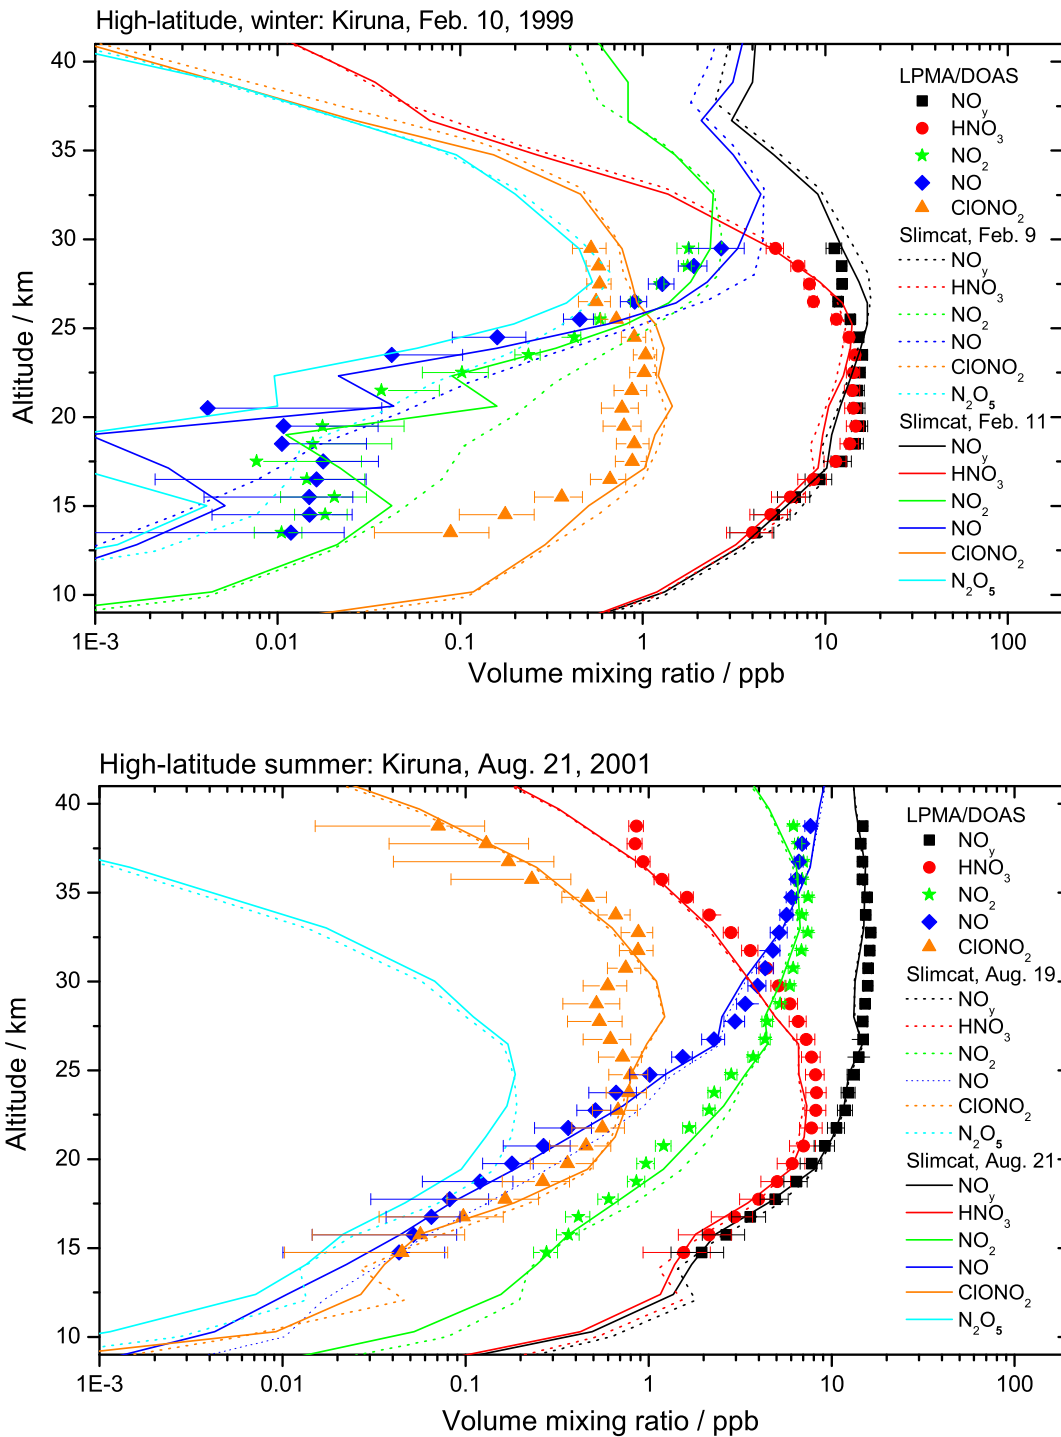 High-latitude, winter: Kiruna, Feb. 10, 1999
40
35
30
25
20
15
10
Altitude / km
LPMA/DOAS
NOy
HNO3
NO2
NO
ClONO2
Slimcat, Feb. 9
NOy
HNO3
NO2
NO
ClONO2
N2O5
Slimcat, Feb. 11
NOy
HNO3
NO2
NO
ClONO2
N2O5
1E-3 0.01 0.1 1 10 100
Volume mixing ratio / ppb
High-latitude summer: Kiruna, Aug. 21, 2001
40
35
30
25
20
15
10
Altitude / km
LPMA/DOAS
NOy
HNO3
NO2
NO
ClONO2
Slimcat, Aug. 19
NOy
HNO3
NO2
NO
ClONO2
N2O5
Slimcat, Aug. 21
NOy
HNO3
NO2
NO
ClONO2
N2O5
1E-3 0.01 0.1 1 10 100
Volume mixing ratio / ppb